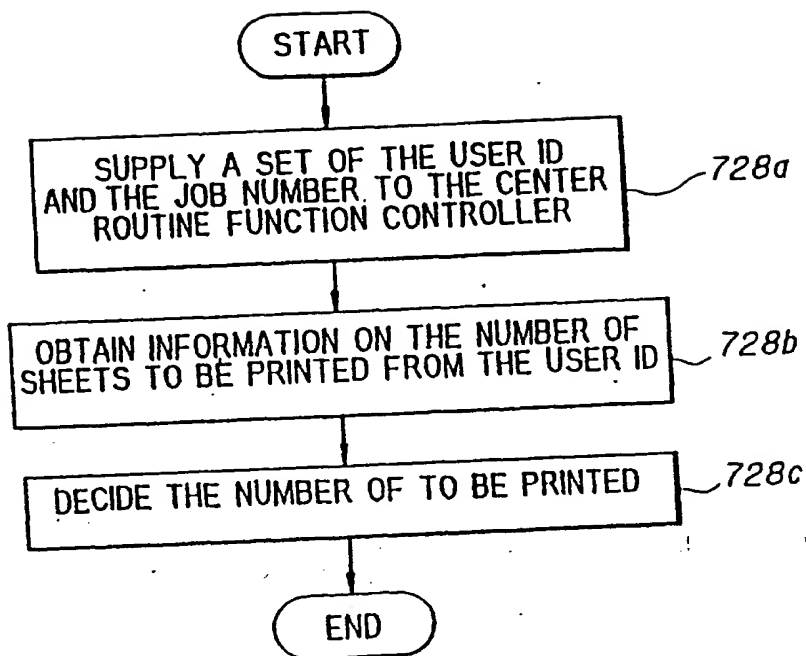 START
SUPPLY A SET OF THE USER ID
AND THE JOB NUMBER. TO THE CENTER
ROUTINE FUNCTION CONTROLLER
728a
OBTAIN INFORMATION ON THE NUMBER OF
SHEETS TO BE PRINTED FROM THE USER ID
728b
DECIDE THE NUMBER OF TO BE PRINTED
728c
END